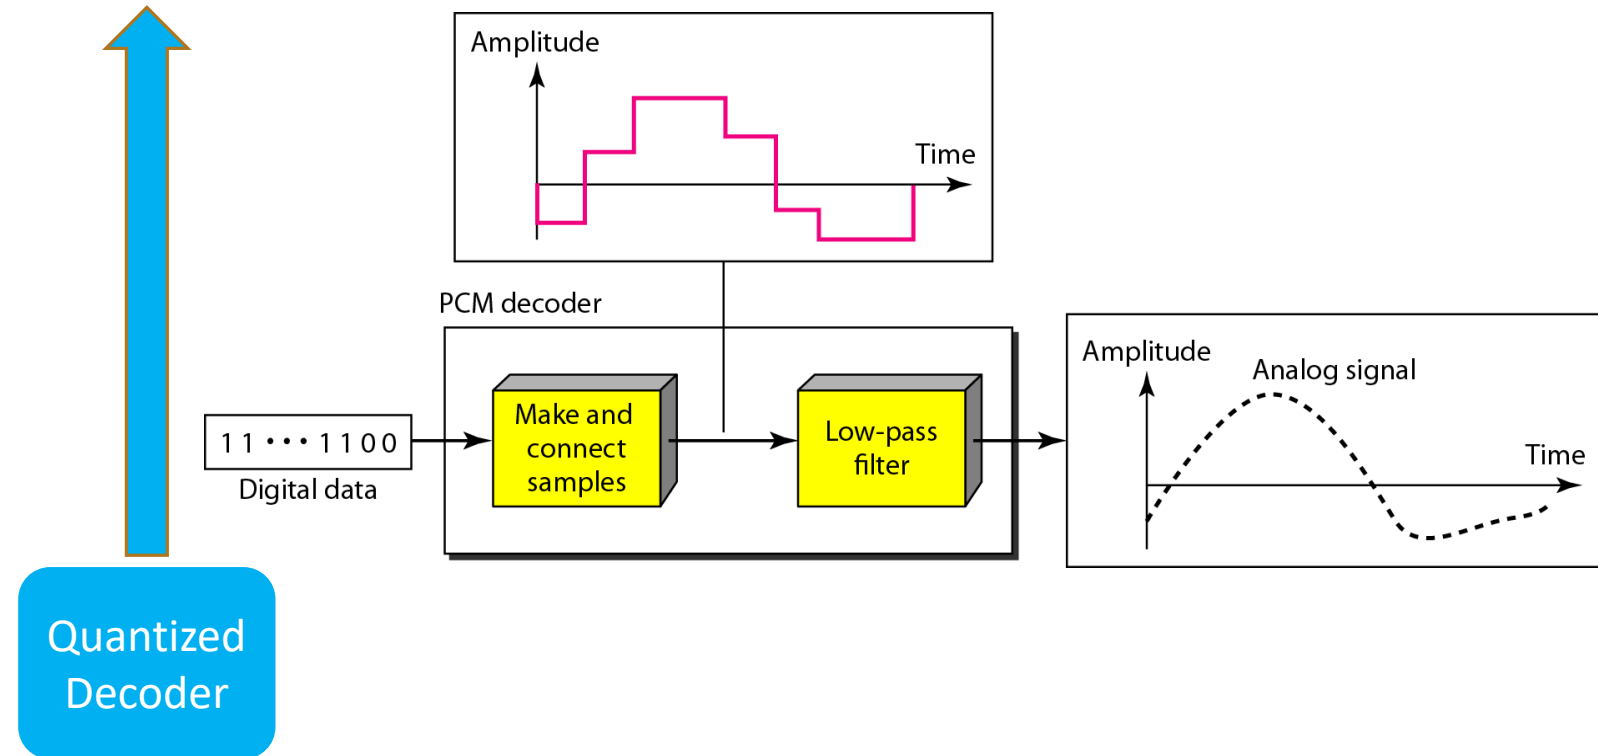 Amplitude
Time
PCM decoder
Make and
connect
samples
Low-pass
filter
11···1100
Digital data
Amplitude
Analog signal
Time
Quantized
Decoder